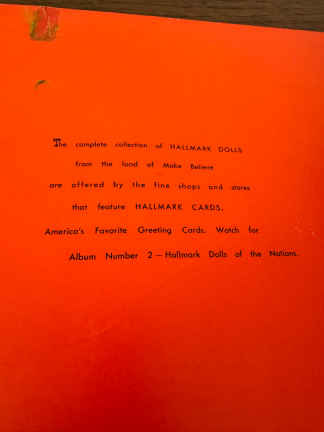 The complete collection of HALLMARK DOLLS
from the land of Make Believe
are offered by the fine shops and stores
that feature HALLMARK CARDS.
America's Favorite Greeting Cards. Watch for
Album Number 2 — Hallmark Dolls of the Nations.